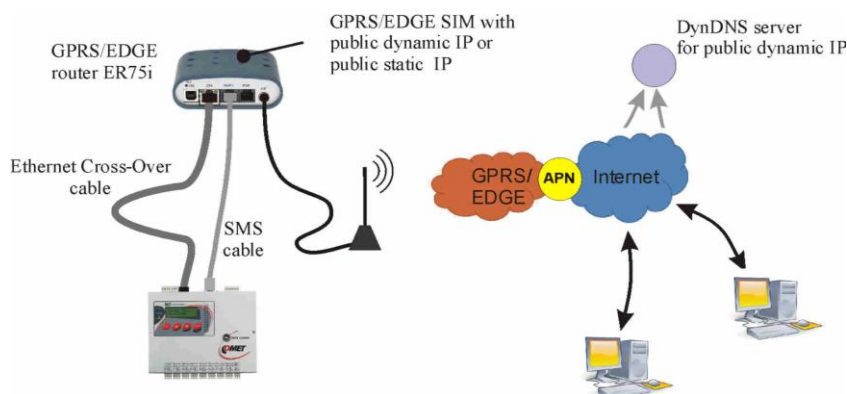 GPRS/EDGE
router ER75i
GPRS/EDGE SIM with
public dynamic IP or
public static IP
DynDNS server
for public dynamic IP
Ethernet Cross-Over
cable
SMS
cable
GPRS/
EDGE
APN
Internet
COMET